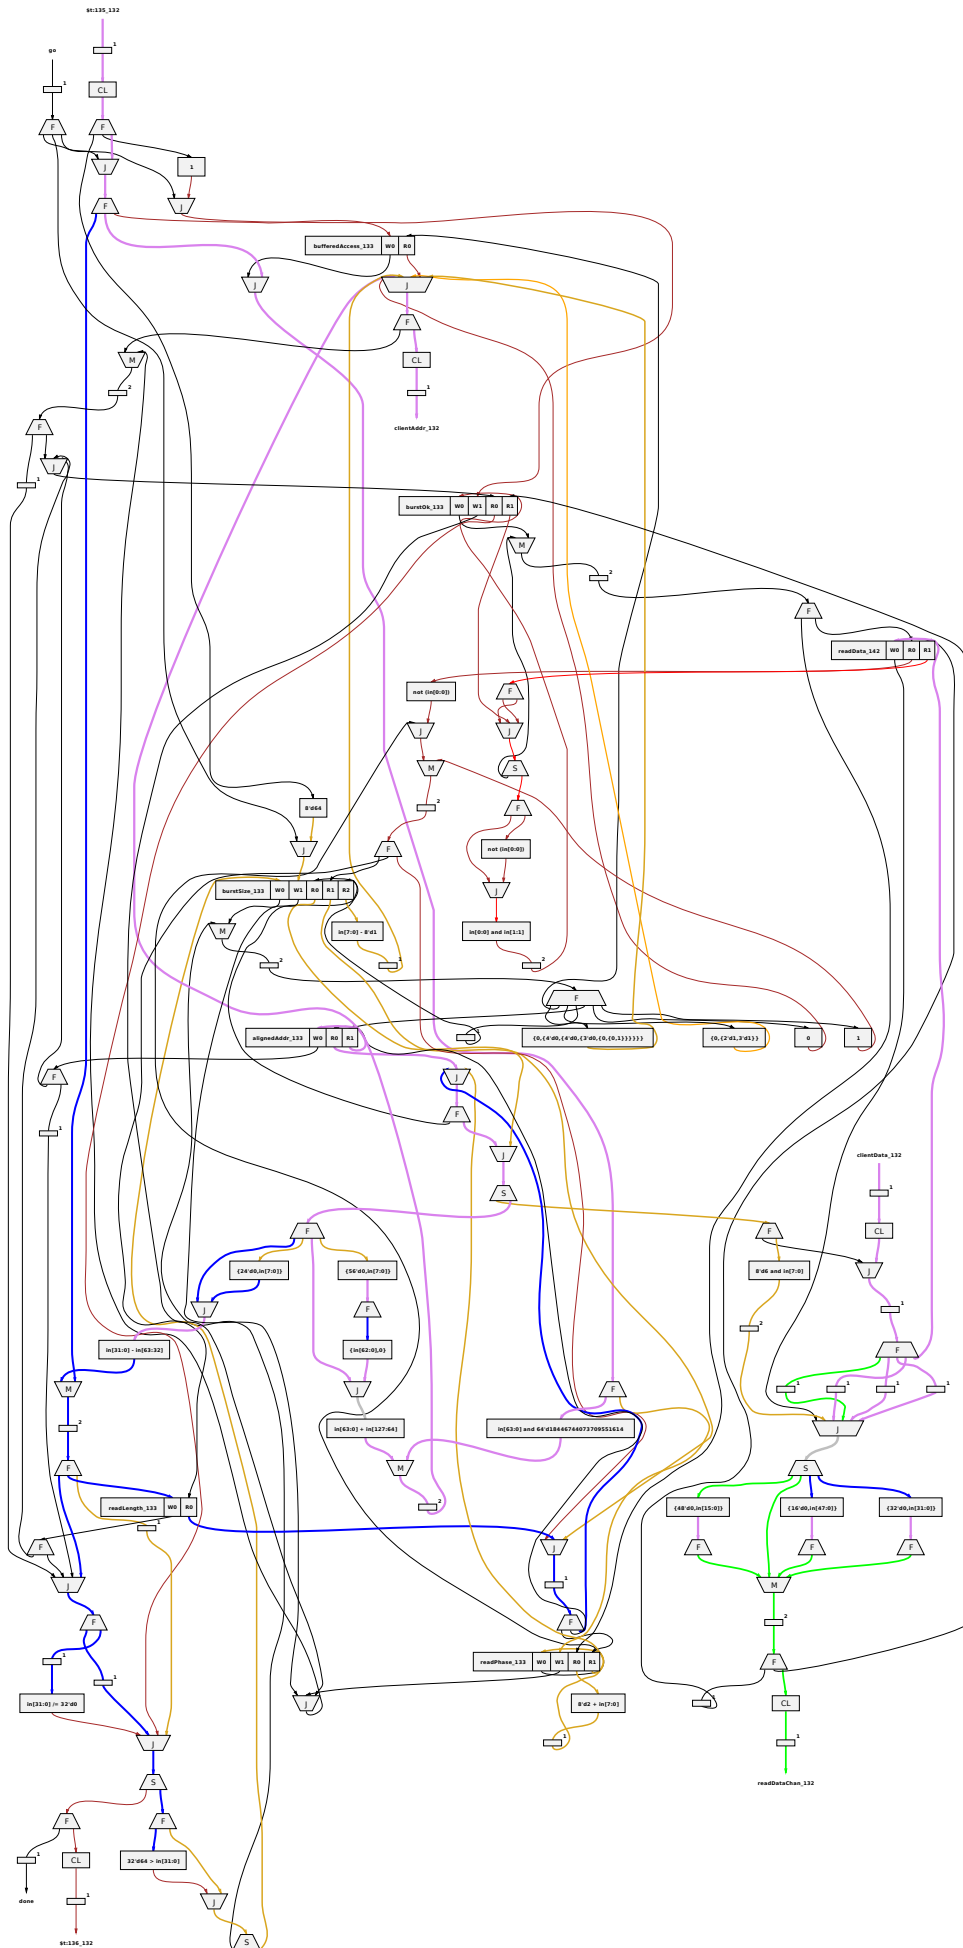 $t:135_132
1
go
1
CL
F
F
J
1
F
J
bufferedAccess_133 W0 R0
J
J
F
M
CL
2
1
clientAddr_132
F
J
1
burstOk_133 W0 W1 R0 R1
M
2
F
readData_142 W0 R0 R1
not (in[0:0])
F
J
J
M
S
8'd64
2
F
J
F
not (in[0:0])
burstSize_133 W0 W1 R0 R1 R2
J
M
in[7:0] - 8'd1
in[0:0] and in[1:1]
2
1
2
F
alignedAddr_133 W0 R0 R1
1
{0,{4'd0,{4'd0,{3'd0,{0,{0,1}}}}}}
{0,{2'd1,3'd1}}
0
1
F
J
F
1
J
clientData_132
S
1
F
F
CL
{24'd0,in[7:0]}
{56'd0,in[7:0]}
8'd6 and in[7:0]
J
J
F
1
2
in[31:0] - in[63:32]
{in[62:0],0}
F
M
J
F
1
1
1
1
2
in[63:0] + in[127:64]
in[63:0] and 64'd18446744073709551614
J
F
M
S
readLength_133 W0 R0
2
{48'd0,in[15:0]}
{16'd0,in[47:0]}
{32'd0,in[31:0]}
1
F
J
F
F
F
J
1
M
F
F
2
1
readPhase_133 W0 W1 R0 R1
F
1
in[31:0] /= 32'd0
J
8'd2 + in[7:0]
1
CL
J
1
1
S
readDataChan_132
F
F
1
CL
32'd64 > in[31:0]
done
1
J
$t:136_132
S